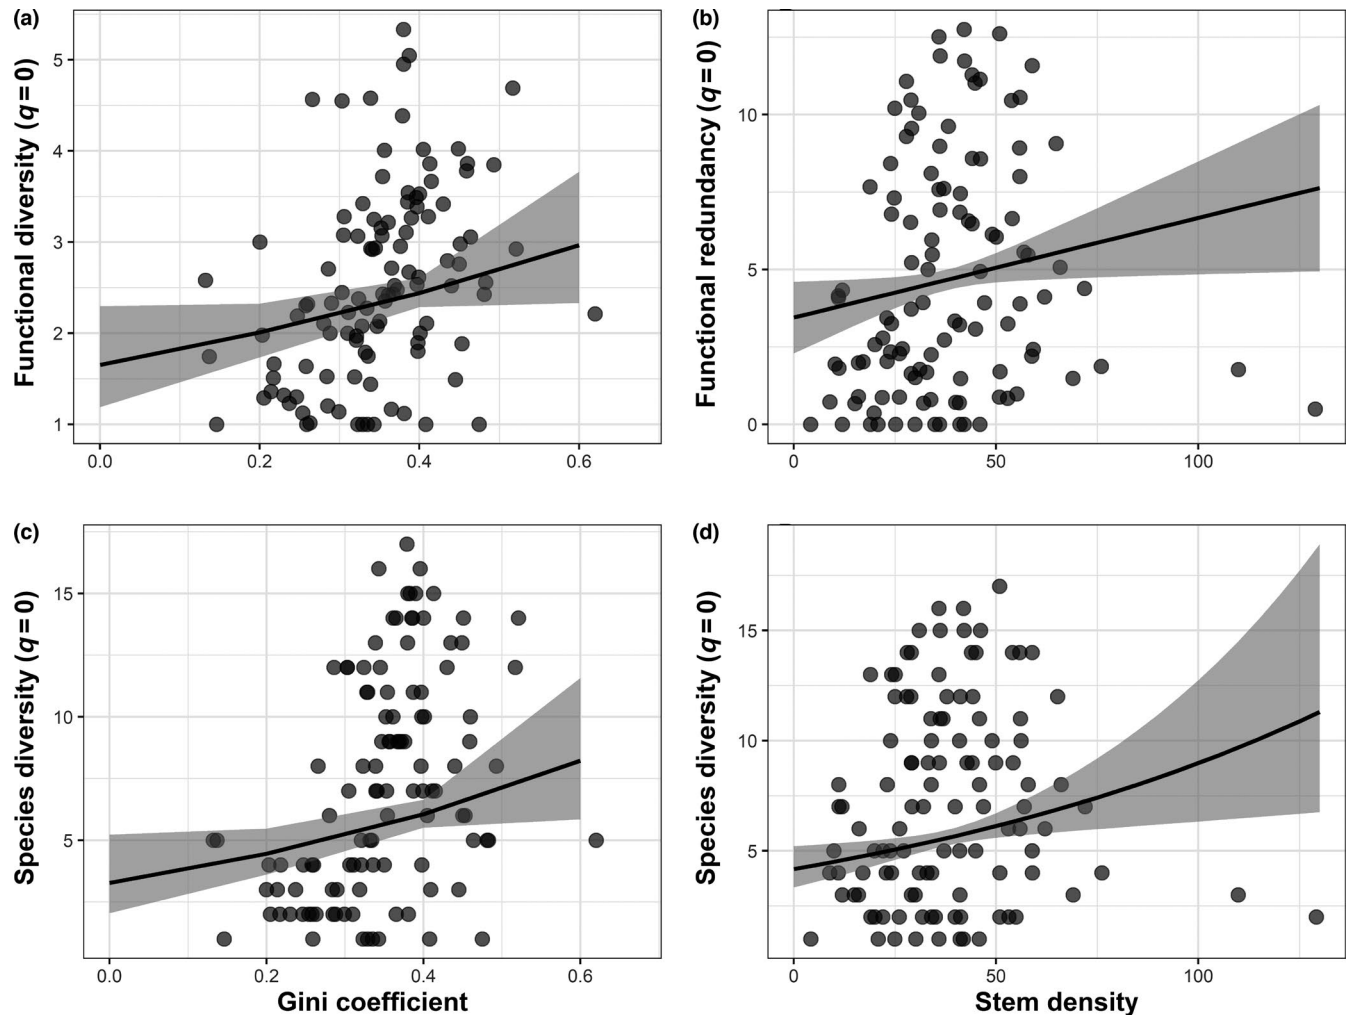 (a)
Functional diversity (q = 0)
5
4
3
2
1
0.0 0.2 0.4 0.6
(b)
Functional redundancy (q = 0)
10
5
0
0 50 100
(c)
Species diversity (q = 0)
15
10
5
0.0 0.2 0.4 0.6
Gini coefficient
(d)
Species diversity (q = 0)
15
10
5
0 50 100
Stem density